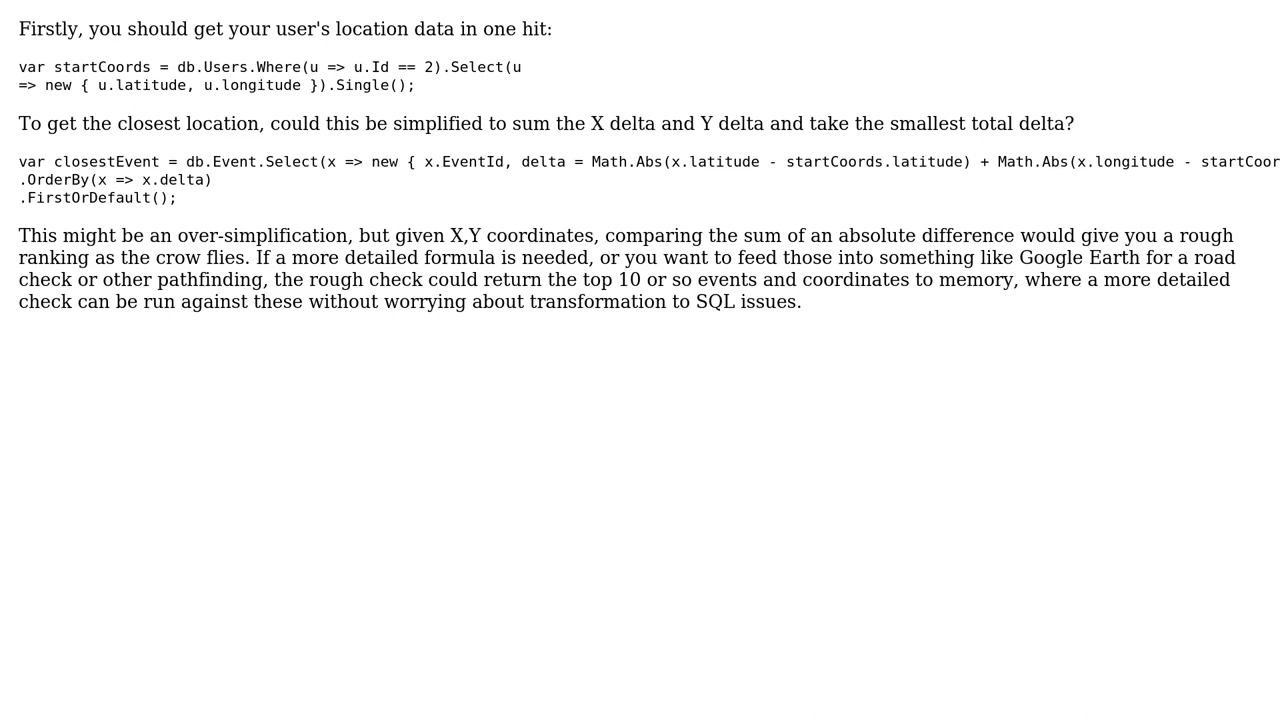 Firstly, you should get your user's location data in one hit:
var startCoords = db.Users.Where(u => u.Id == 2).Select(u
=> new { u.latitude, u.longitude }).Single();
To get the closest location, could this be simplified to sum the X delta and Y delta and take the smallest total delta?
var closestEvent = db.Event.Select(x => new { x.EventId, delta = Math.Abs(x.latitude - startCoords.latitude) + Math.Abs(x.longitude - startCoor
.OrderBy(x => x.delta)
.FirstOrDefault();
This might be an over-simplification, but given X,Y coordinates, comparing the sum of an absolute difference would give you a rough
ranking as the crow flies. If a more detailed formula is needed, or you want to feed those into something like Google Earth for a road
check or other pathfinding, the rough check could return the top 10 or so events and coordinates to memory, where a more detailed
check can be run against these without worrying about transformation to SQL issues.